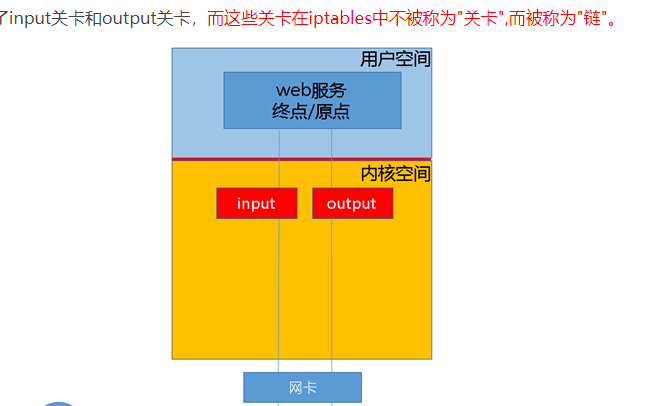 了input关卡和output关卡，而这些关卡在iptables中不被称为"关卡",而被称为"链"。
用户空间
web服务
终点/原点
内核空间
input
output
网卡